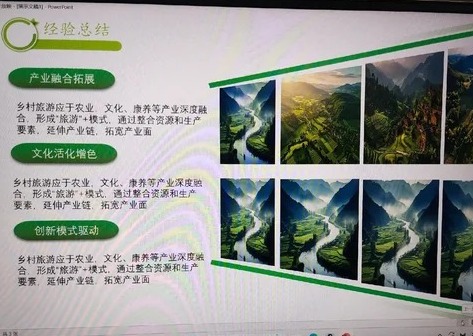 PowerPoint
经验总结
产业融合拓展
乡村旅游应于农业、文化、康养等产业深度融
合、形成“旅游”+模式，通过整合资源和生产
要素，延伸产业链，拓宽产业面
文化活化增色
乡村旅游应于农业、文化、康养等产业深度融
合、形成“旅游”+模式，通过整合资源和生产
要素，延伸产业链，拓宽产业面
创新模式驱动
乡村旅游应于农业、文化、康养等产业深度融
合、形成“旅游”+模式，通过整合资源和生产
要素，延伸产业链，拓宽产业面